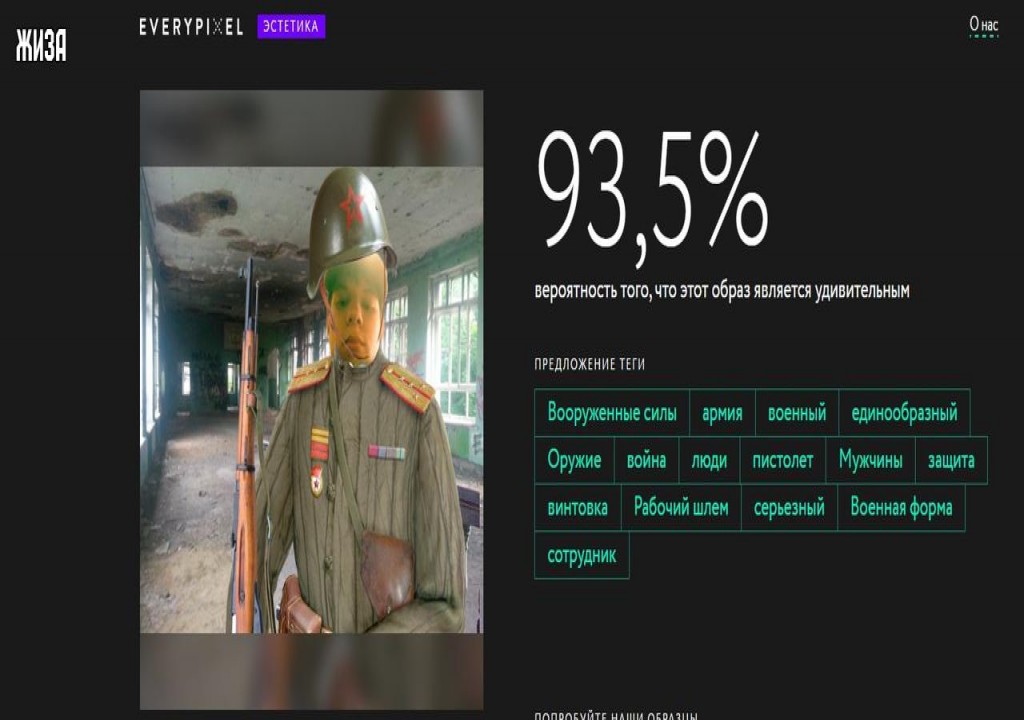 ЖИЗА
EVERYPIXEL ЭСТЕТИКА
О нас
93,5%
вероятность того, что этот образ является удивительным
ПРЕДЛОЖЕНИЕ ТЕГИ
Вооруженные силы армия военный единообразный
Оружие война люди пистолет Мужчины защита
винтовка Рабочий шлем серьезный Военная форма
сотрудник
ПОПРОБУЙТЕ НАШИ ОБРАЗЦЫ